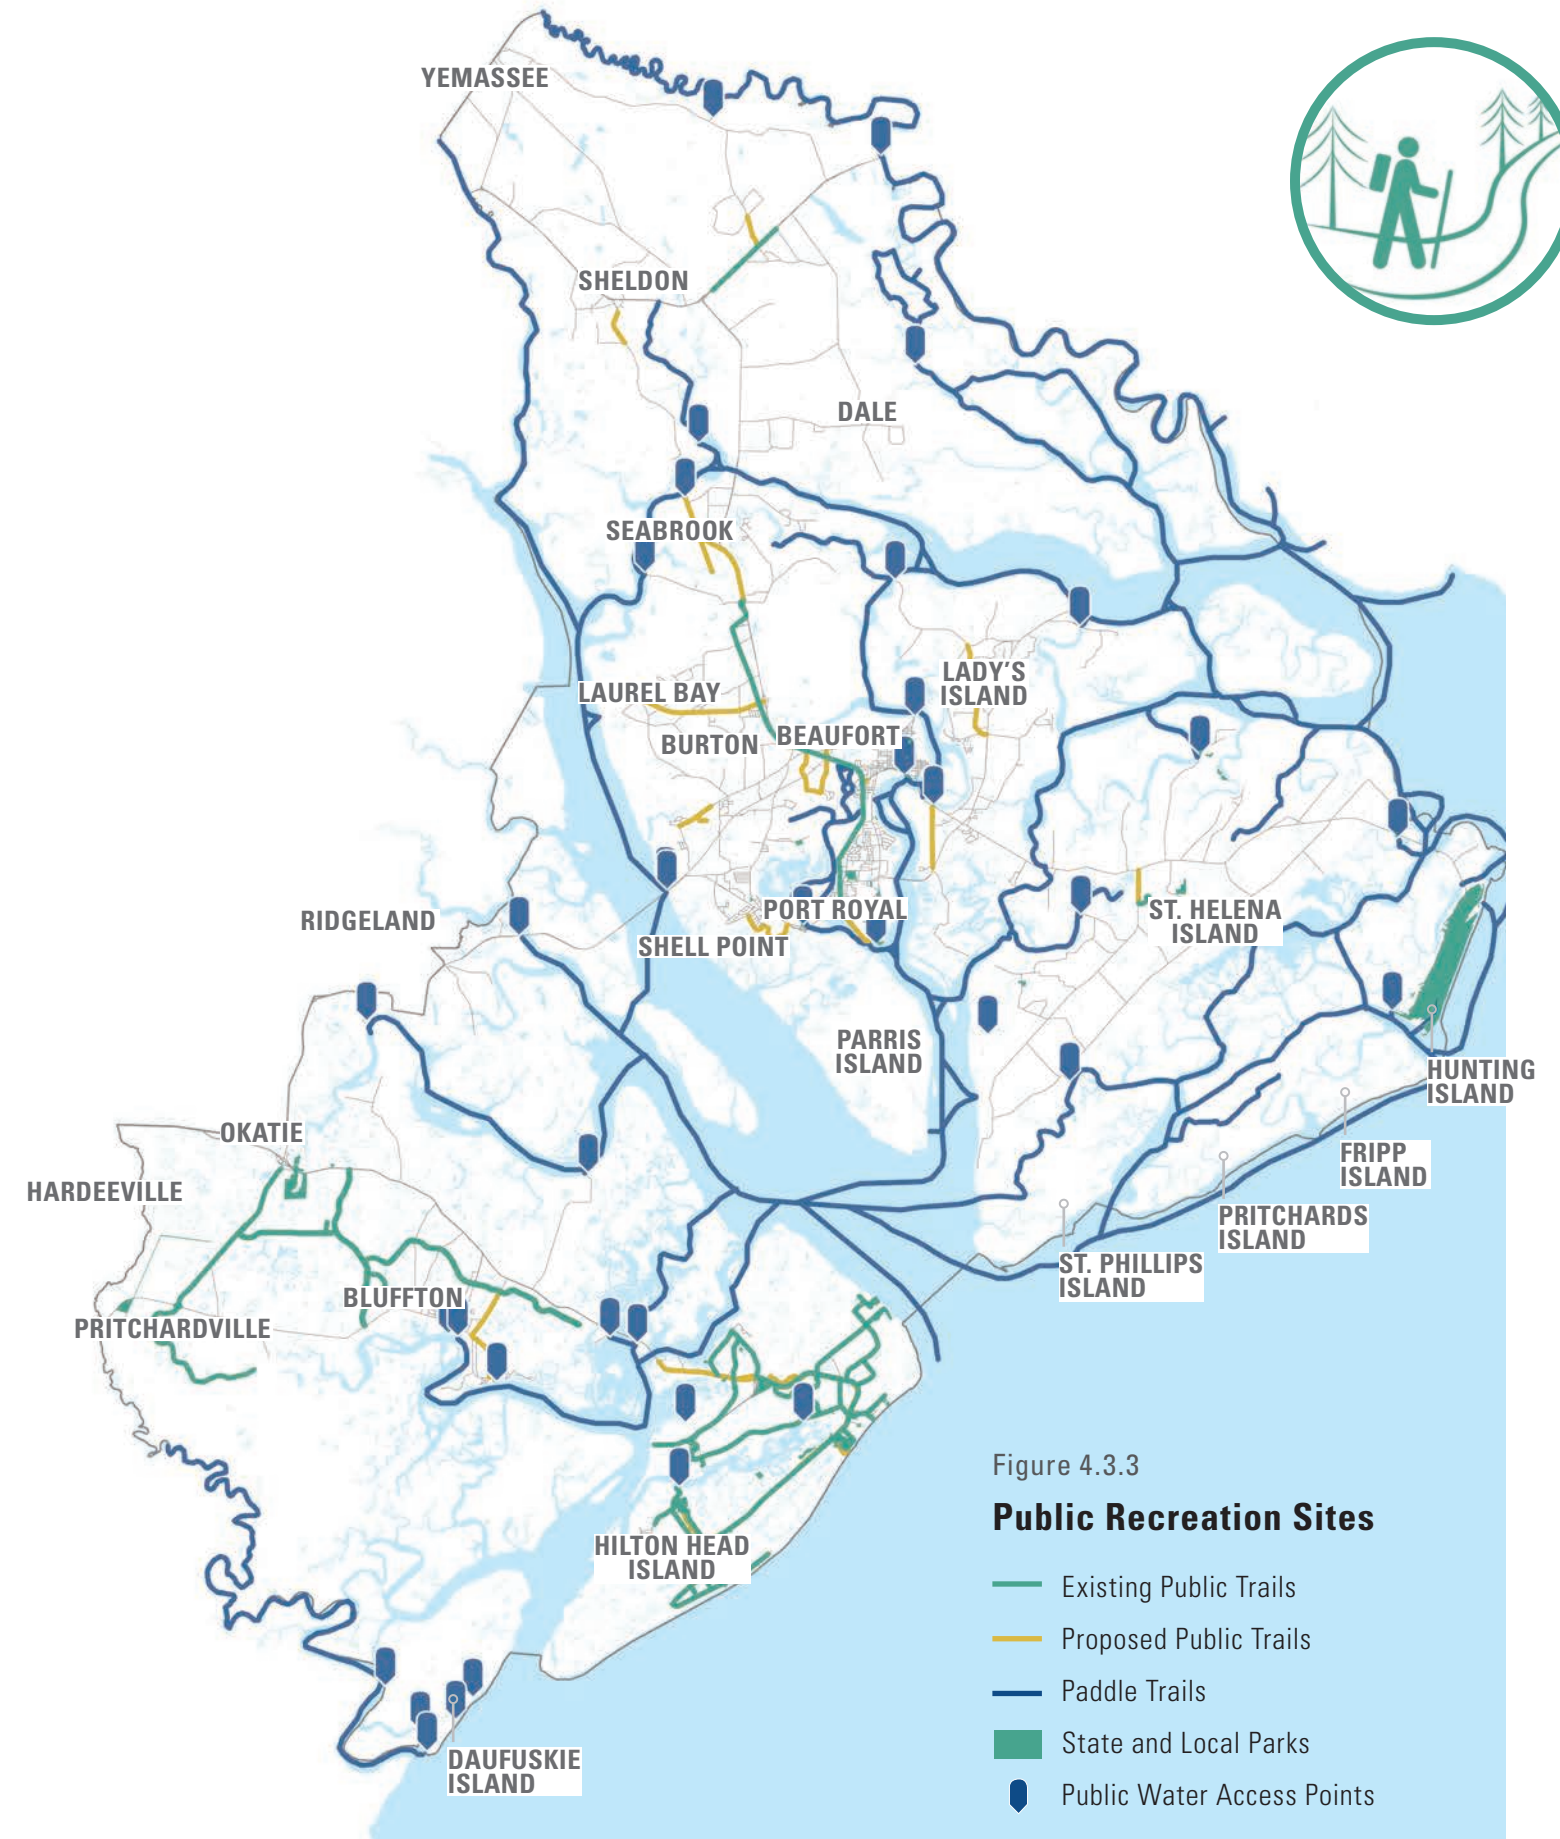 YEMASSEE
SHELDON
DALE
SEABROOK
LADY'S
ISLAND
LAUREL BAY
BURTON
BEAUFORT
RIDGELAND
PORT ROYAL
ST. HELENA
ISLAND
SHELL POINT
PARRIS
ISLAND
HUNTING
ISLAND
OKATIE
FRIPP
ISLAND
HARDEEVILLE
PRITCHARDS
ISLAND
ST. PHILLIPS
ISLAND
BLUFFTON
PRITCHARDVILLE
HILTON HEAD
ISLAND
DAUFUSKIE
ISLAND
Figure 4.3.3
Public Recreation Sites
Existing Public Trails
Proposed Public Trails
Paddle Trails
State and Local Parks
Public Water Access Points